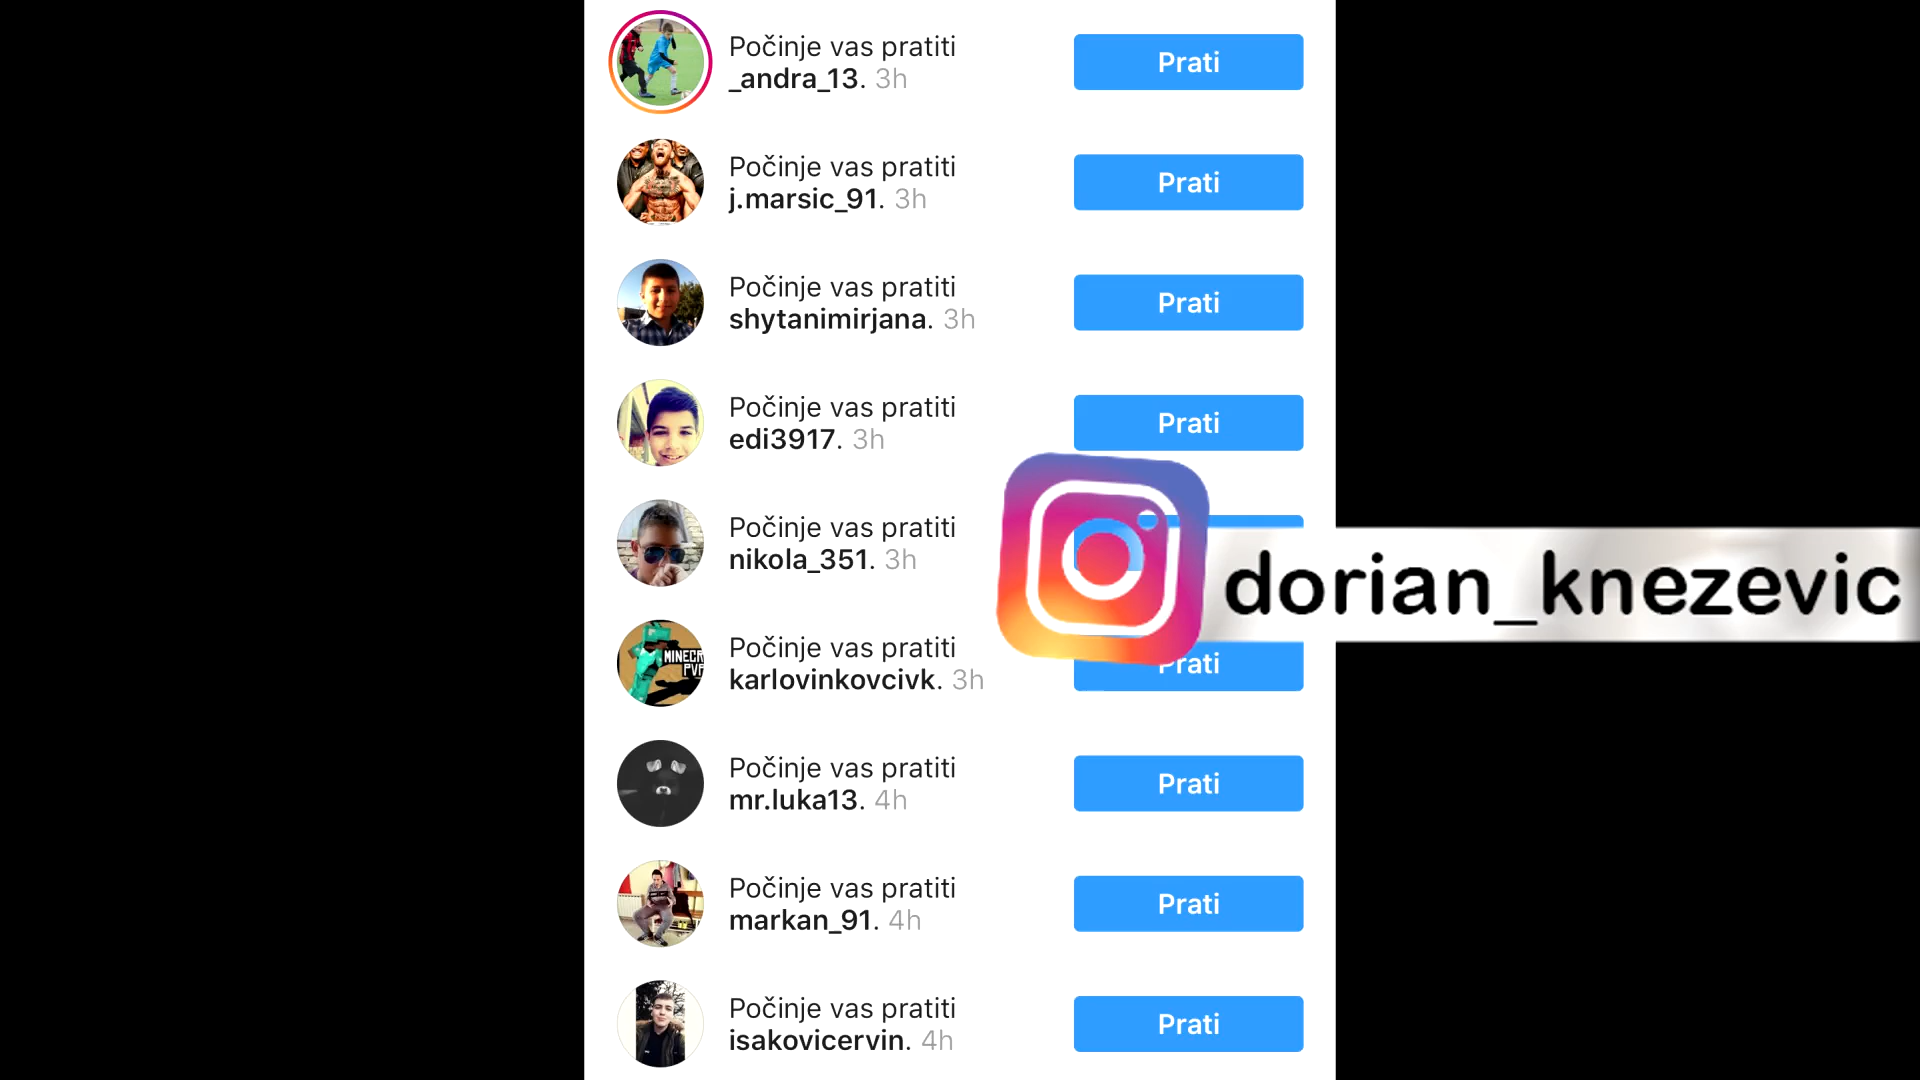 Počinje vas pratiti
_andra_13. 3h
Prati
Počinje vas pratiti
j.marsic_91. 3h
Prati
Počinje vas pratiti
shytanimirjana. 3h
Prati
Počinje vas pratiti
edi3917. 3h
Prati
Počinje vas pratiti
nikola_351. 3h
dorian_knezevic
Počinje vas pratiti
karlovinkovcivk. 3h
Prati
MINECR
PVP
Počinje vas pratiti
mr.luka13. 4h
Prati
Počinje vas pratiti
markan_91. 4h
Prati
Počinje vas pratiti
isakovicervin. 4h
Prati